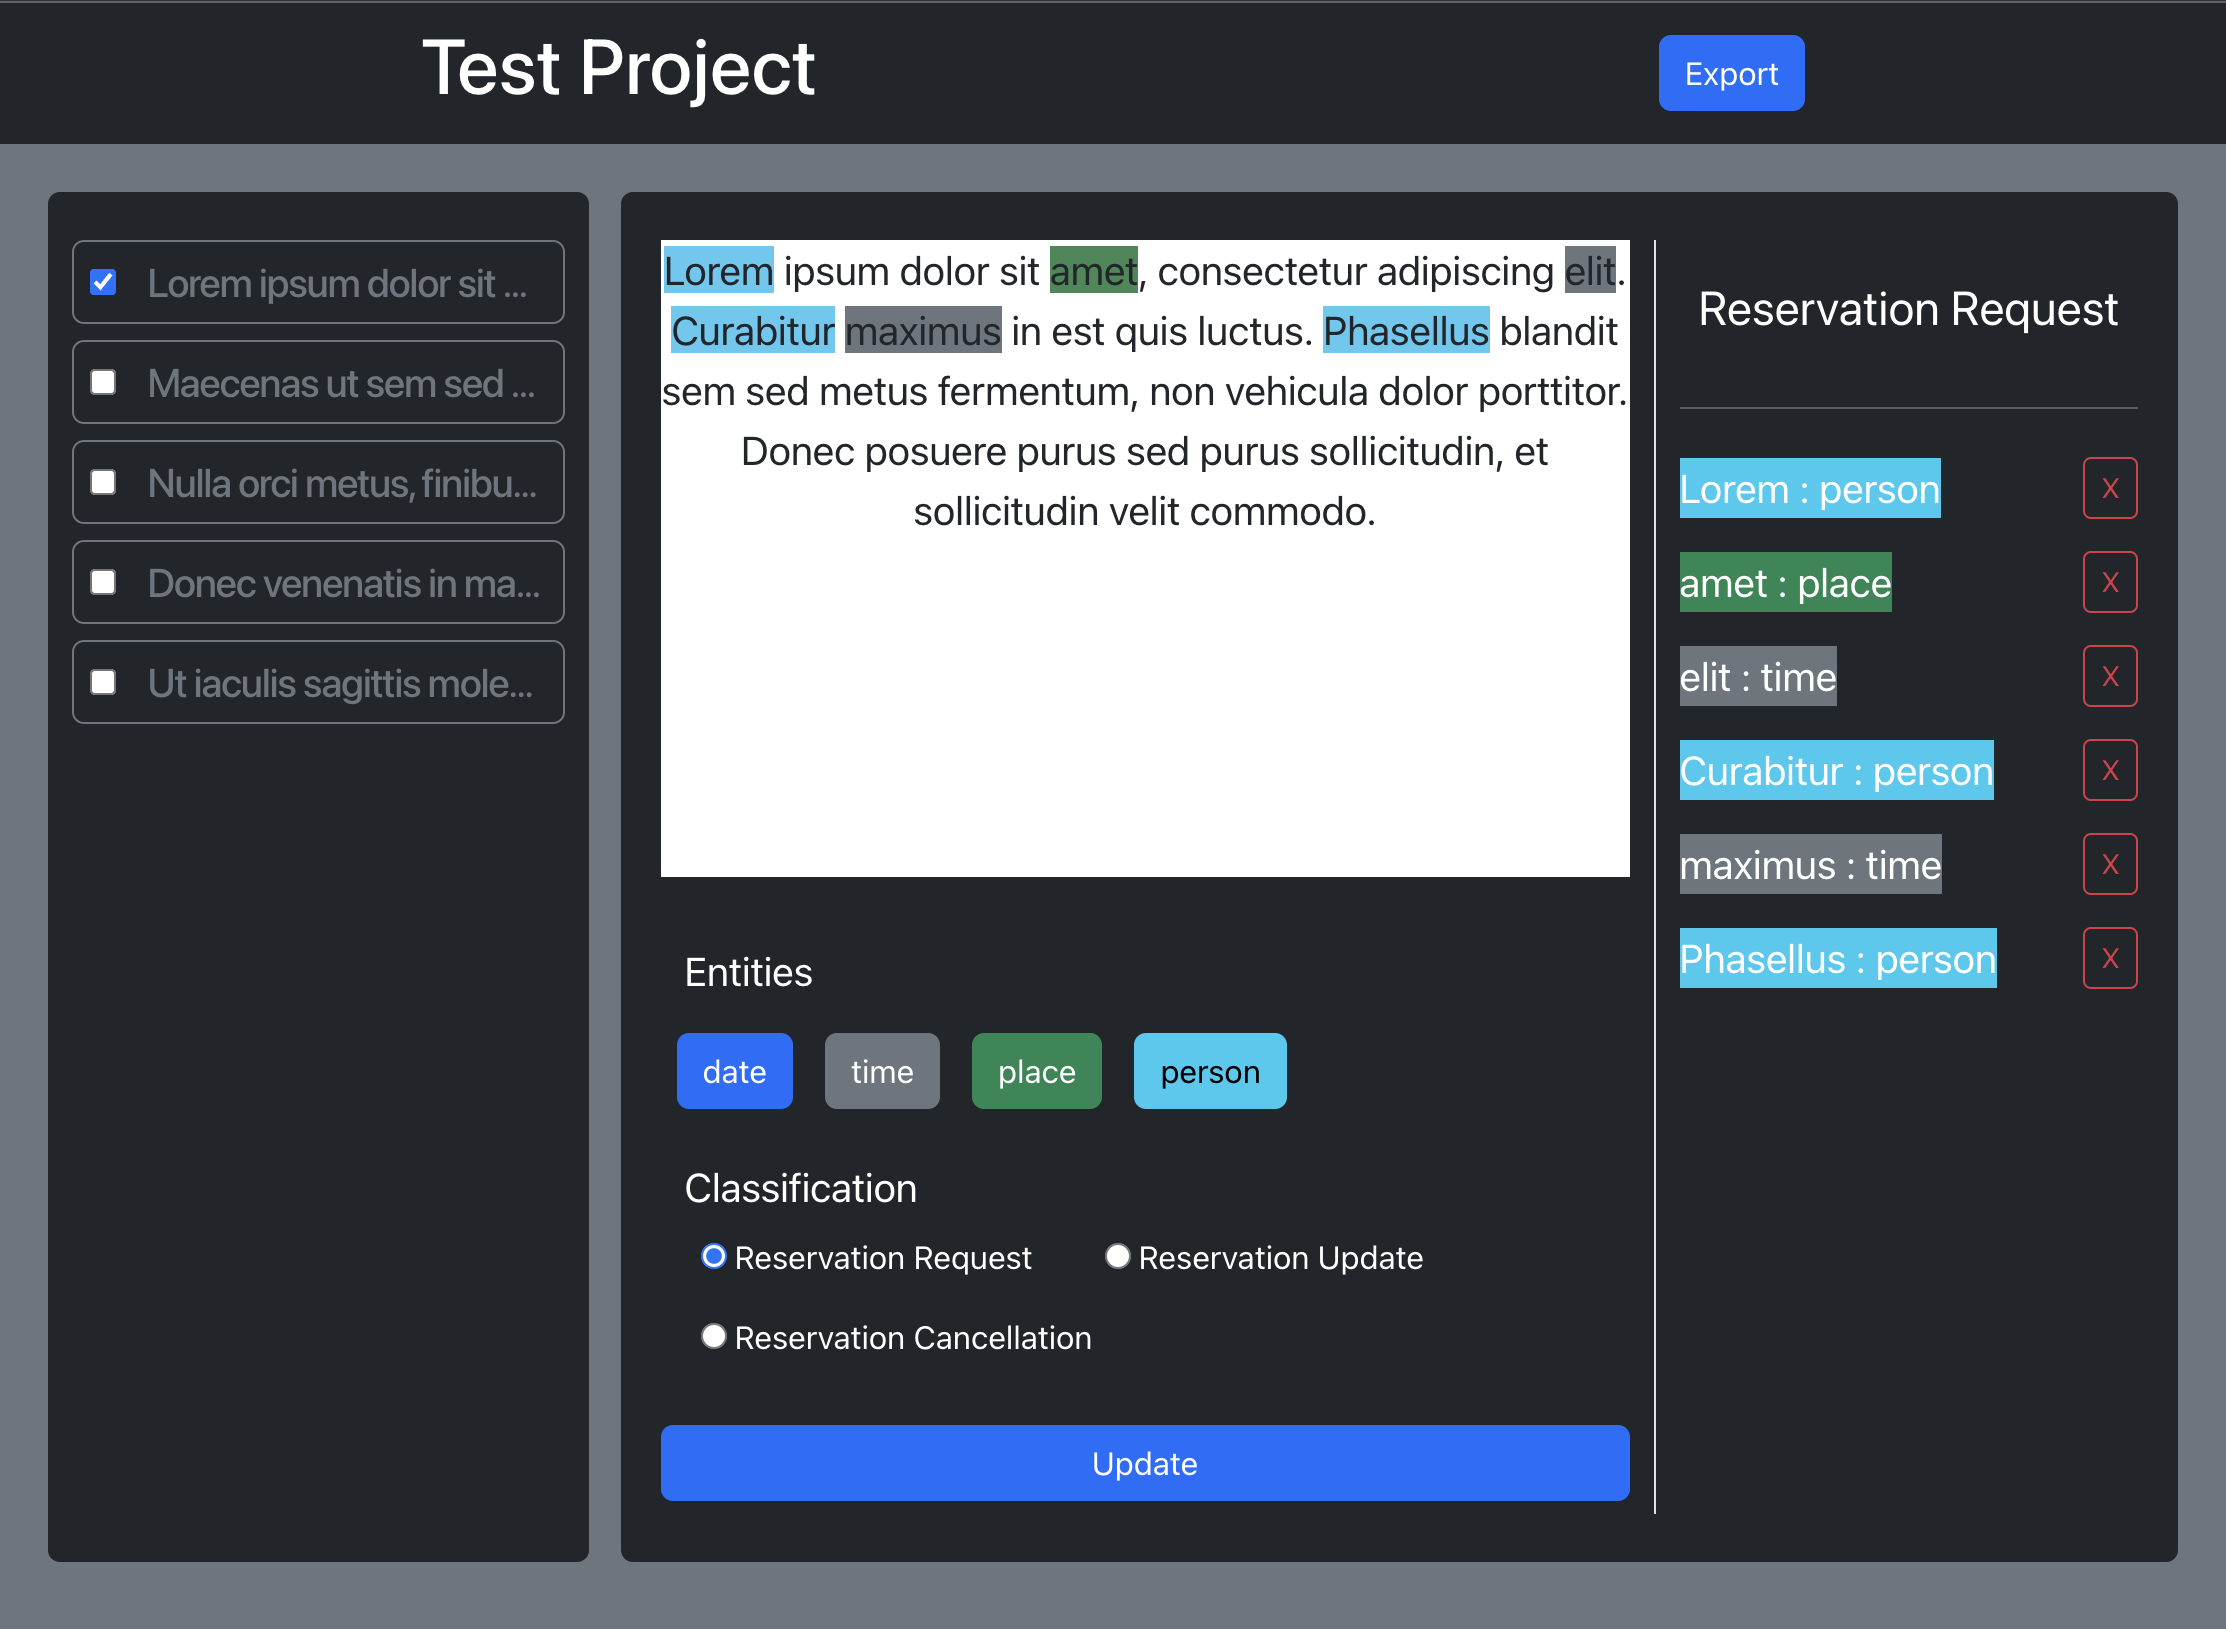 Test Project
Export
Lorem ipsum dolor sit ...
Maecenas ut sem sed ...
Nulla orci metus, finibu...
Donec venenatis in ma...
Ut iaculis sagittis mole...
Lorem ipsum dolor sit amet, consectetur adipiscing elit.
Curabitur maximus in est quis luctus. Phasellus blandit
sem sed metus fermentum, non vehicula dolor porttitor.
Donec posuere purus sed purus sollicitudin, et
sollicitudin velit commodo.
Entities
date time place person
Classification
Reservation Request Reservation Update
Reservation Cancellation
Update
Reservation Request
Lorem : person X
amet : place X
elit : time X
Curabitur : person X
maximus : time X
Phasellus : person X